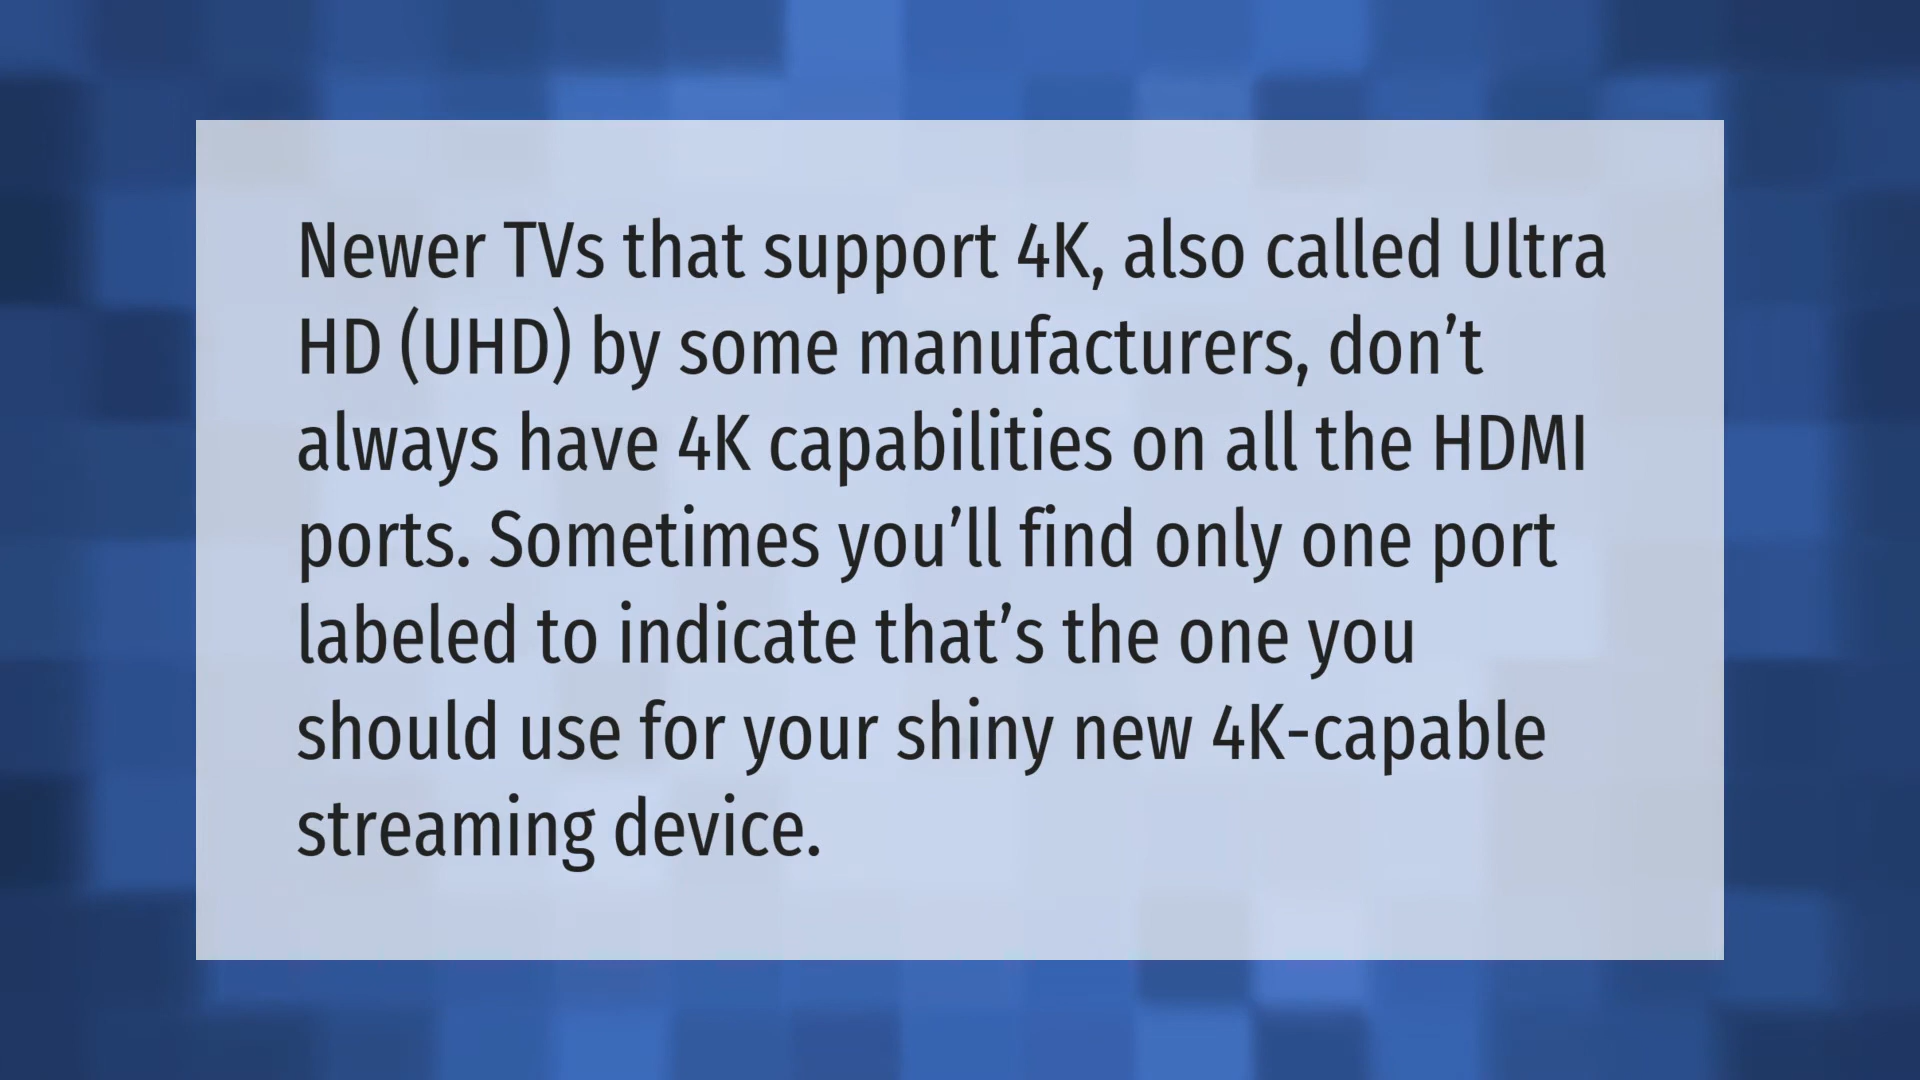 Newer TVs that support 4K, also called Ultra
HD (UHD) by some manufacturers, don’t
always have 4K capabilities on all the HDMI
ports. Sometimes you’ll find only one port
labeled to indicate that’s the one you
should use for your shiny new 4K-capable
streaming device.